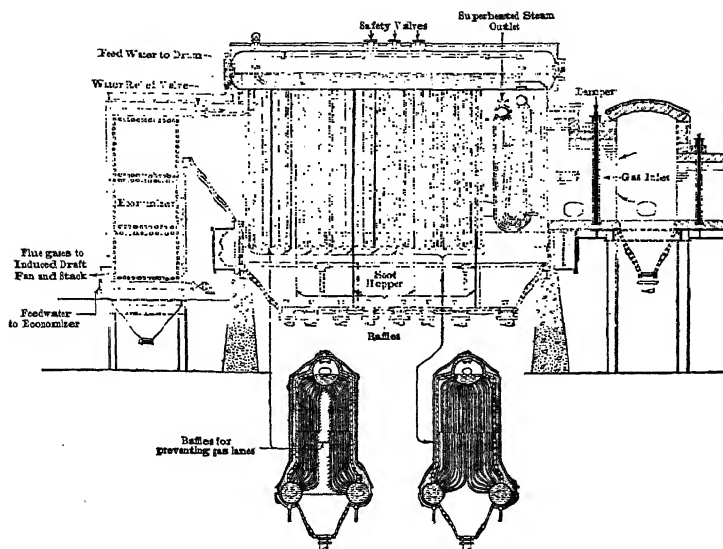 Superheated Steam
Outlet
Safety Valves
Feed Water to Drum
Water Relief Valve
Damper
Gas Inlet
Economizer
Flue gases to
Induced Draft
Fan and Stack
Soot
Hopper
Feedwater
to Economizer
Baffles
Baffles for
preventing gas lanes